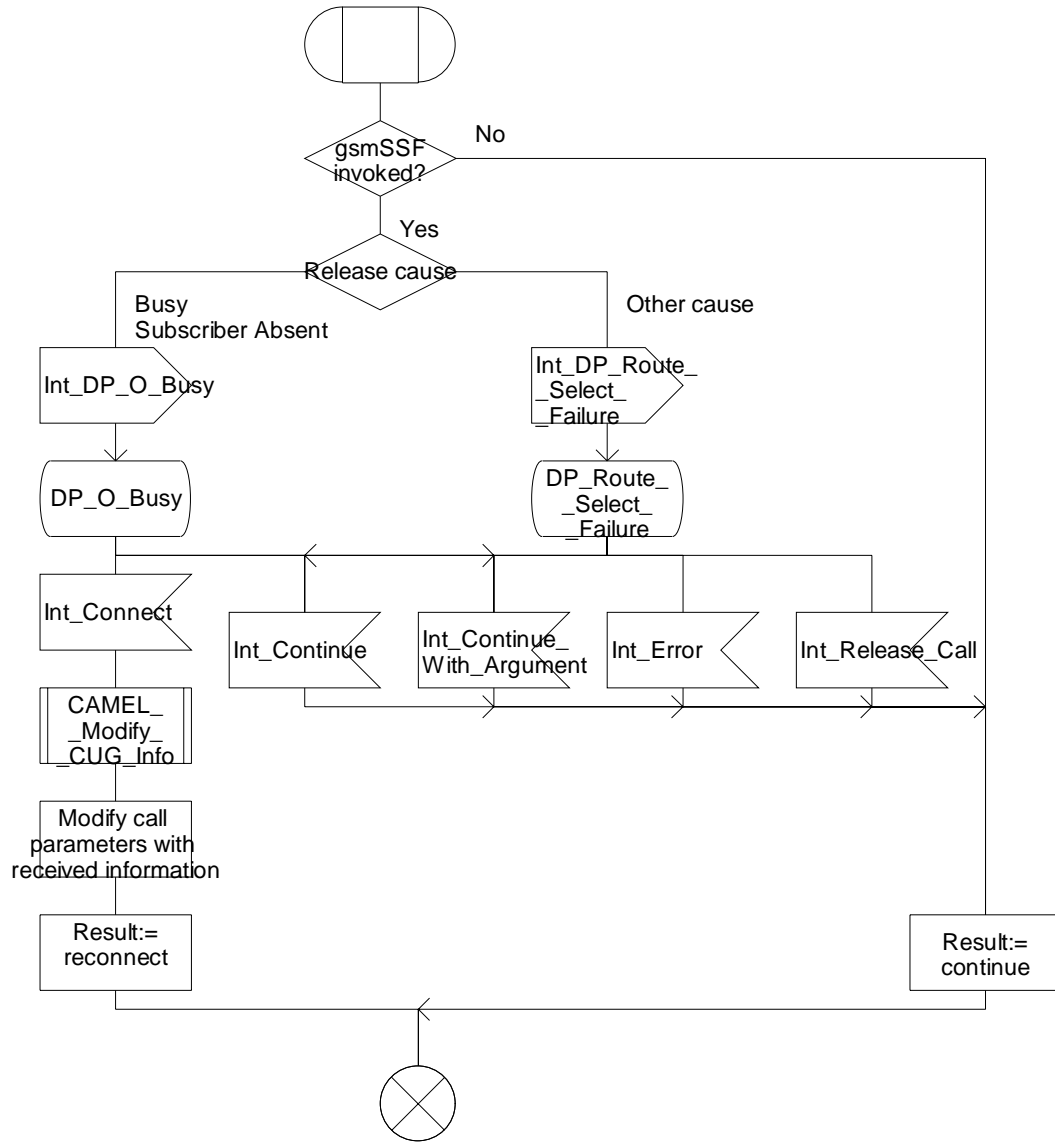 No
gsmSSF
invoked?
Yes
Release cause
Busy
Subscriber Absent
Other cause
Int_DP_O_Busy
Int_DP_Route_
_Select_
_Failure
DP_O_Busy
DP_Route_
_Select_
_Failure
Int_Connect
Int_Continue
Int_Continue_
With_Argument
Int_Error
Int_Release_Call
CAMEL_
_Modify_
_CUG_Info
Modify call
parameters with
received information
Result:=
reconnect
Result:=
continue